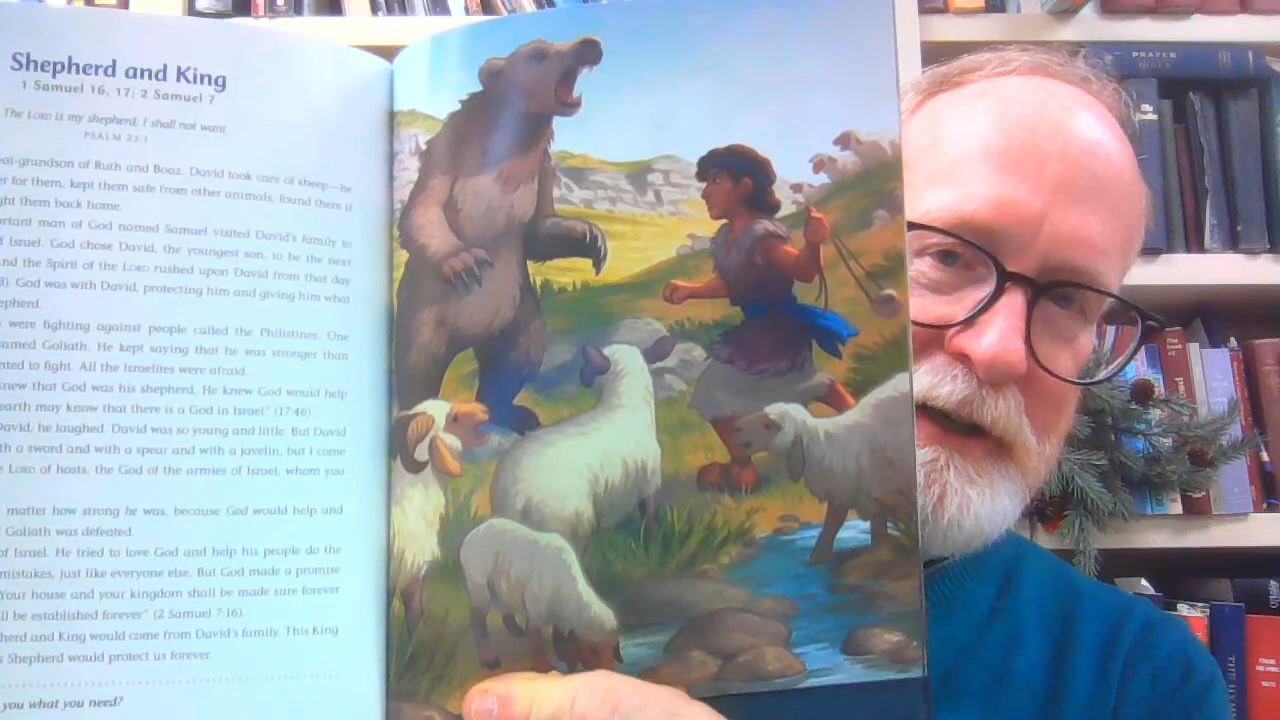 Shepherd and King
1 Samuel 16, 17; 2 Samuel 7
The LORD is my shepherd; I shall not want
PSALM 23:1
at-grandson of Ruth and Boaz. David took care of sheep—he
er for them, kept them safe from other animals, found them if
ght them back home.
rtant man of God named Samuel visited David's family to
f Israel. God chose David, the youngest son, to be the next
nd the Spirit of the LORD rushed upon David from that day
). God was with David, protecting him and giving him what
epherd.
were fighting against people called the Philistines. One
amed Goliath. He kept saying that he was stronger than
nted to fight. All the Israelites were afraid.
knew that God was his shepherd. He knew God would help
earth may know that there is a God in Israel" (17:46)
David, he laughed. David was so young and little. But David
th a sword and with a spear and with a javelin, but I come
e LORD of hosts, the God of the armies of Israel, whom you
matter how strong he was, because God would help and
Goliath was defeated.
of Israel. He tried to love God and help his people do the
mistakes, just like everyone else. But God made a promise
Your house and your kingdom shall be made sure forever
ll be established forever" (2 Samuel 7:16).
herd and King would come from David's family. This King
s Shepherd would protect us forever.
you what you need?
PRAYER
BIBLE